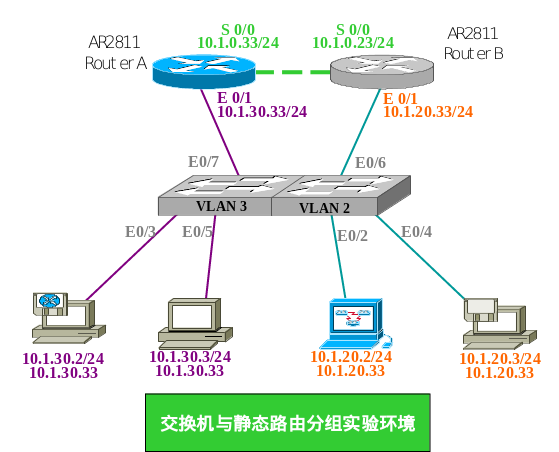 S 0/0
10.1.0.33/24
S 0/0
10.1.0.23/24
AR2811
Router A
AR2811
Router B
E 0/1
10.1.30.33/24
E 0/1
10.1.20.33/24
E0/7
E0/6
VLAN 3
VLAN 2
E0/3
E0/5
E0/2
E0/4
10.1.30.2/24
10.1.30.33
10.1.30.3/24
10.1.30.33
10.1.20.2/24
10.1.20.33
10.1.20.3/24
10.1.20.33
交换机与静态路由分组实验环境